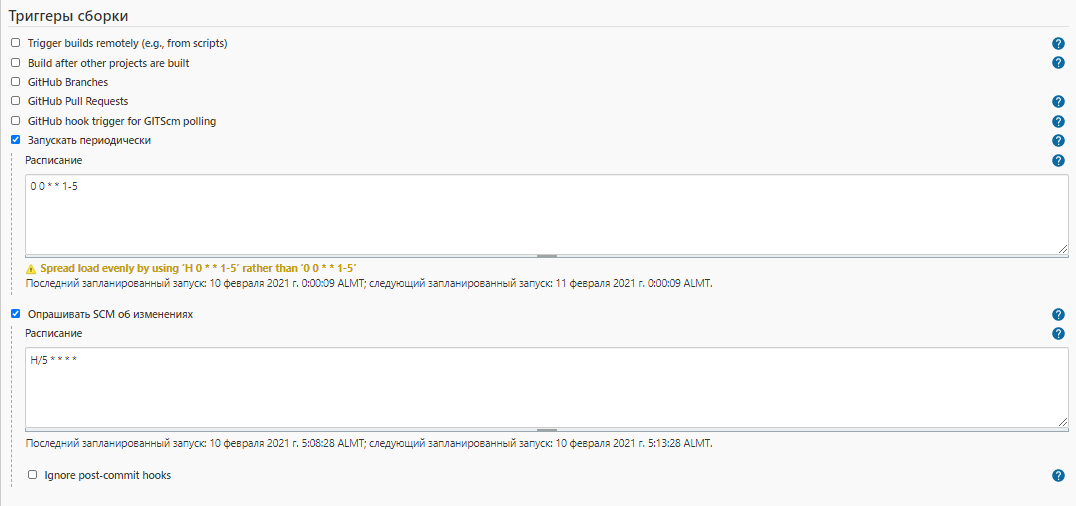 Триггеры сборки
Trigger builds remotely (e.g., from scripts)
Build after other projects are built
GitHub Branches
GitHub Pull Requests
GitHub hook trigger for GITScm polling
Запускать периодически
Расписание
0 0 * * 1-5
Spread load evenly by using ‘H 0 * * 1-5’ rather than ‘0 0 * * 1-5’
Последний запланированный запуск: 10 февраля 2021 г. 0:00:09 ALMT; следующий запланированный запуск: 11 февраля 2021 г. 0:00:09 ALMT.
Опрашивать SCM об изменениях
Расписание
H/5 * * * *
Последний запланированный запуск: 10 февраля 2021 г. 5:08:28 ALMT; следующий запланированный запуск: 10 февраля 2021 г. 5:13:28 ALMT.
Ignore post-commit hooks